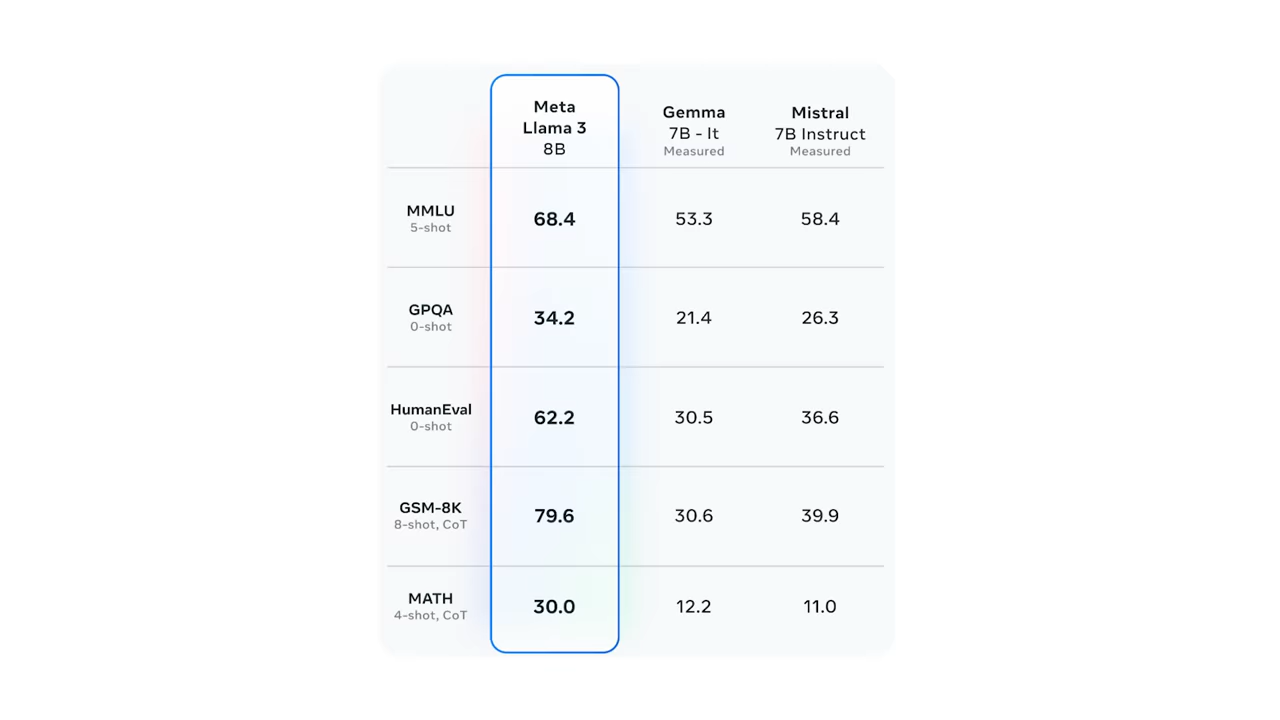 Meta
Llama 3
8B
Gemma
7B - It
Measured
Mistral
7B Instruct
Measured
MMLU
5-shot
68.4
53.3
58.4
GPQA
0-shot
34.2
21.4
26.3
HumanEval
0-shot
62.2
30.5
36.6
GSM-8K
8-shot, CoT
79.6
30.6
39.9
MATH
4-shot, CoT
30.0
12.2
11.0